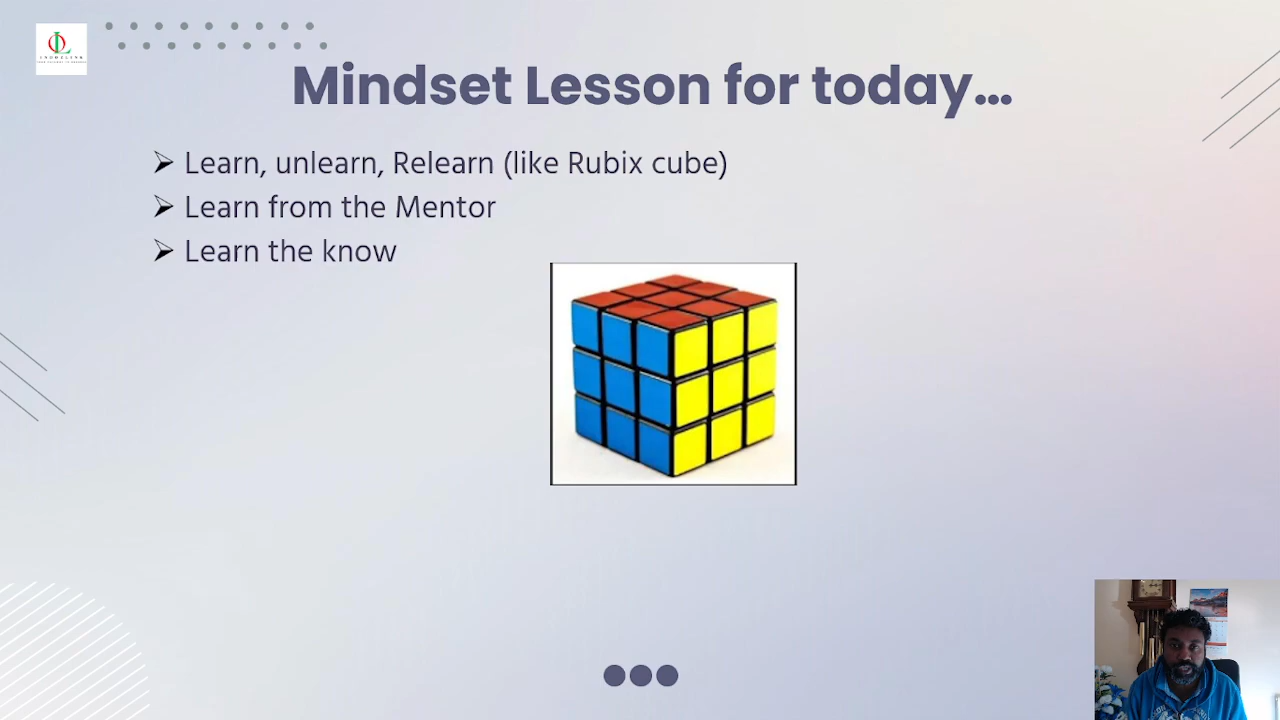 Mindset Lesson for today...
Learn, unlearn, Relearn (like Rubix cube)
Learn from the Mentor
Learn the know